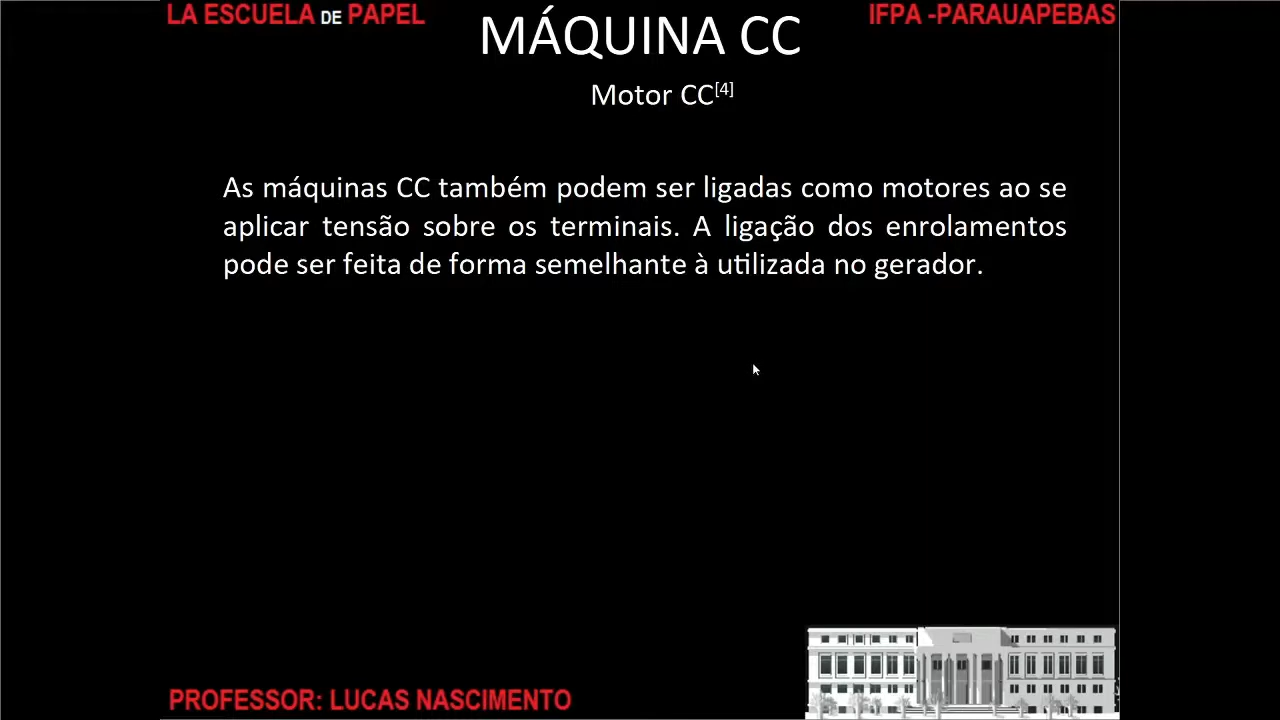 LA ESCUELA DE PAPEL
IFPA -PARAUAPEBAS
MÁQUINA CC
Motor CC[4]
As máquinas CC também podem ser ligadas como motores ao se
aplicar tensão sobre os terminais. A ligação dos enrolamentos
pode ser feita de forma semelhante à utilizada no gerador.
PROFESSOR: LUCAS NASCIMENTO